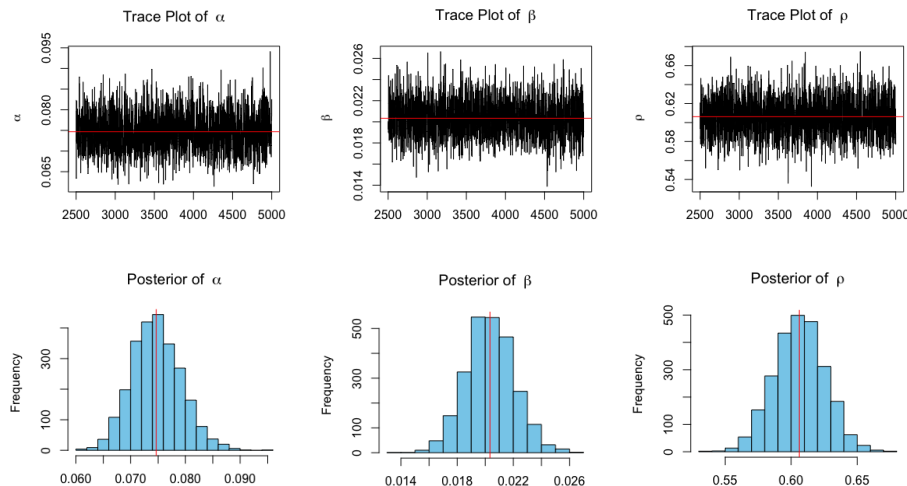 Trace Plot of α
Trace Plot of β
Trace Plot of ρ
α
0.065
0.080
0.095
2500 3000 3500 4000 4500 5000
β
0.014
0.018
0.022
0.026
2500 3000 3500 4000 4500 5000
ρ
0.54
0.58
0.62
0.66
2500 3000 3500 4000 4500 5000
Posterior of α
Posterior of β
Posterior of ρ
Frequency
0 100 300
0.060 0.070 0.080 0.090
Frequency
0 100 300 500
0.014 0.018 0.022 0.026
Frequency
0 100 300 500
0.55 0.60 0.65